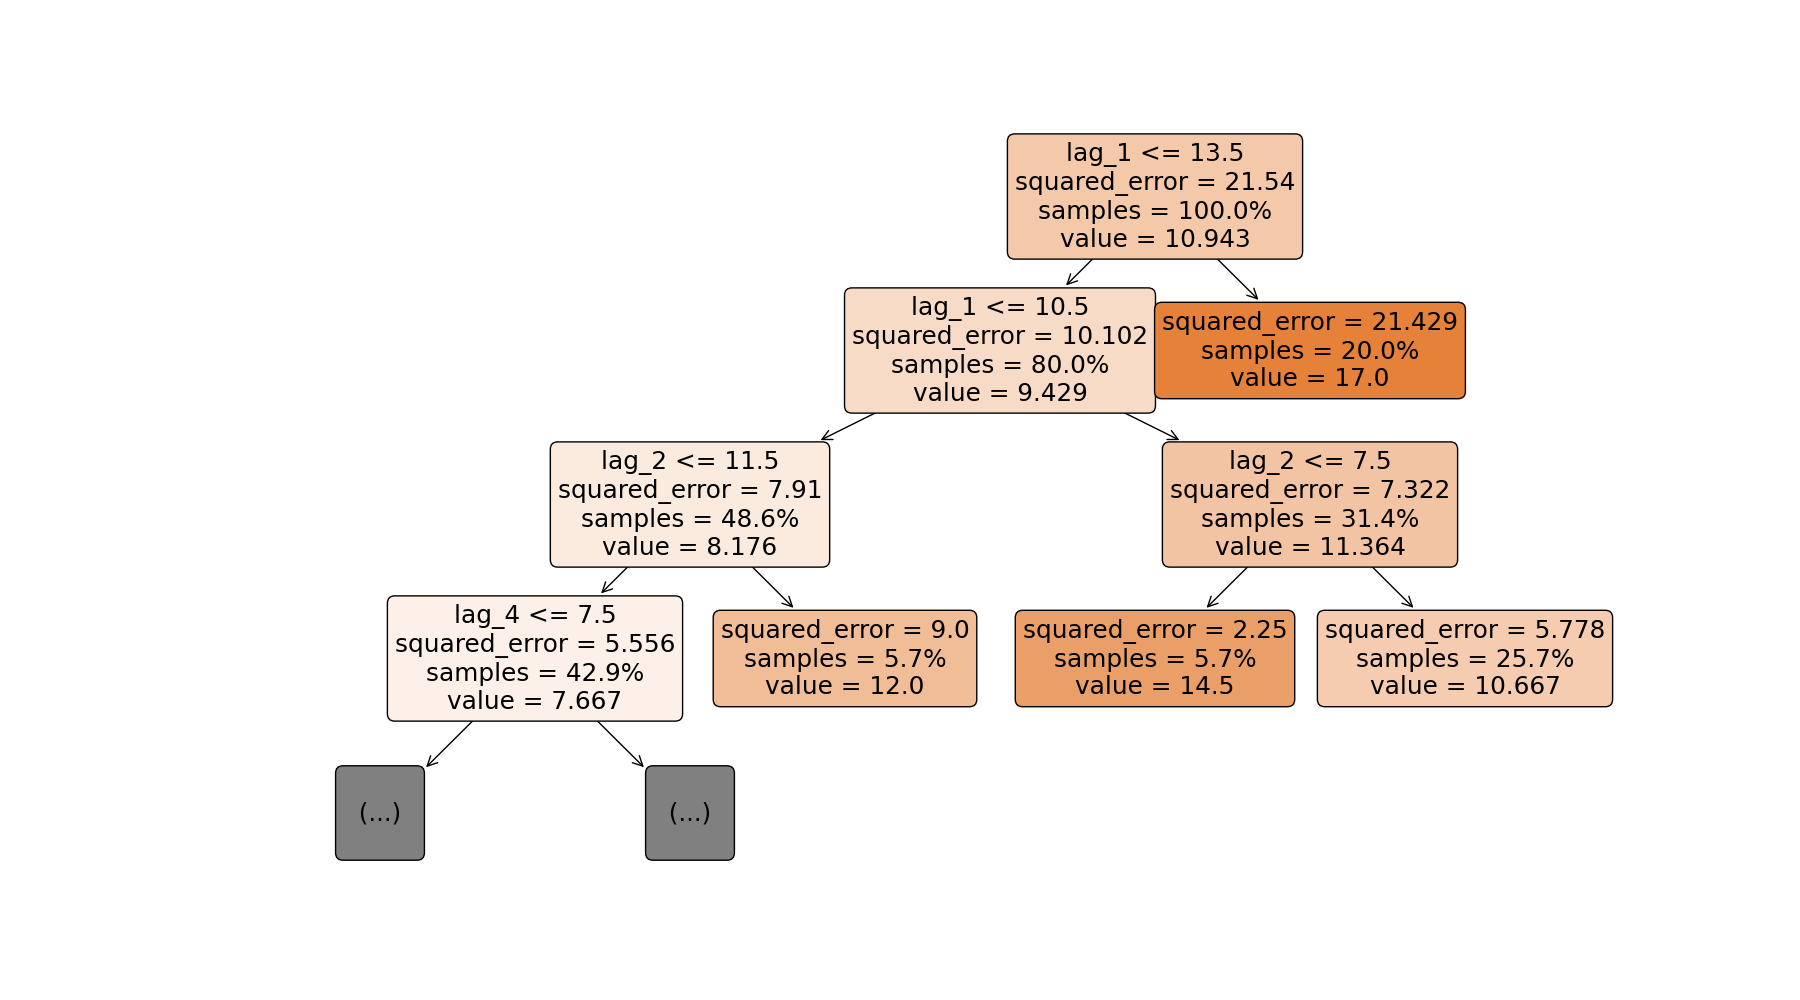 lag_1 <= 13.5
squared_error = 21.54
samples = 100.0%
value = 10.943
lag_1 <= 10.5
squared_error = 10.102
samples = 80.0%
value = 9.429
squared_error = 21.429
samples = 20.0%
value = 17.0
lag_2 <= 11.5
squared_error = 7.91
samples = 48.6%
value = 8.176
lag_2 <= 7.5
squared_error = 7.322
samples = 31.4%
value = 11.364
lag_4 <= 7.5
squared_error = 5.556
samples = 42.9%
value = 7.667
squared_error = 9.0
samples = 5.7%
value = 12.0
squared_error = 2.25
samples = 5.7%
value = 14.5
squared_error = 5.778
samples = 25.7%
value = 10.667
(...)
(...)